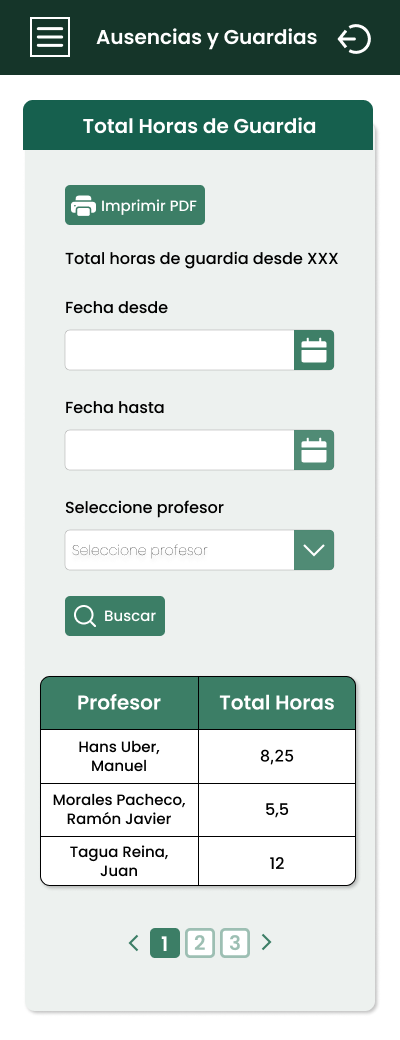 Ausencias y Guardias
Total Horas de Guardia
Imprimir PDF
Total horas de guardia desde XXX
Fecha desde
Fecha hasta
Seleccione profesor
Seleccione profesor
Buscar
Profesor Total Horas
Hans Uber,
Manuel
8,25
Morales Pacheco,
Ramón Javier
5,5
Tagua Reina,
Juan
12
1 2 3